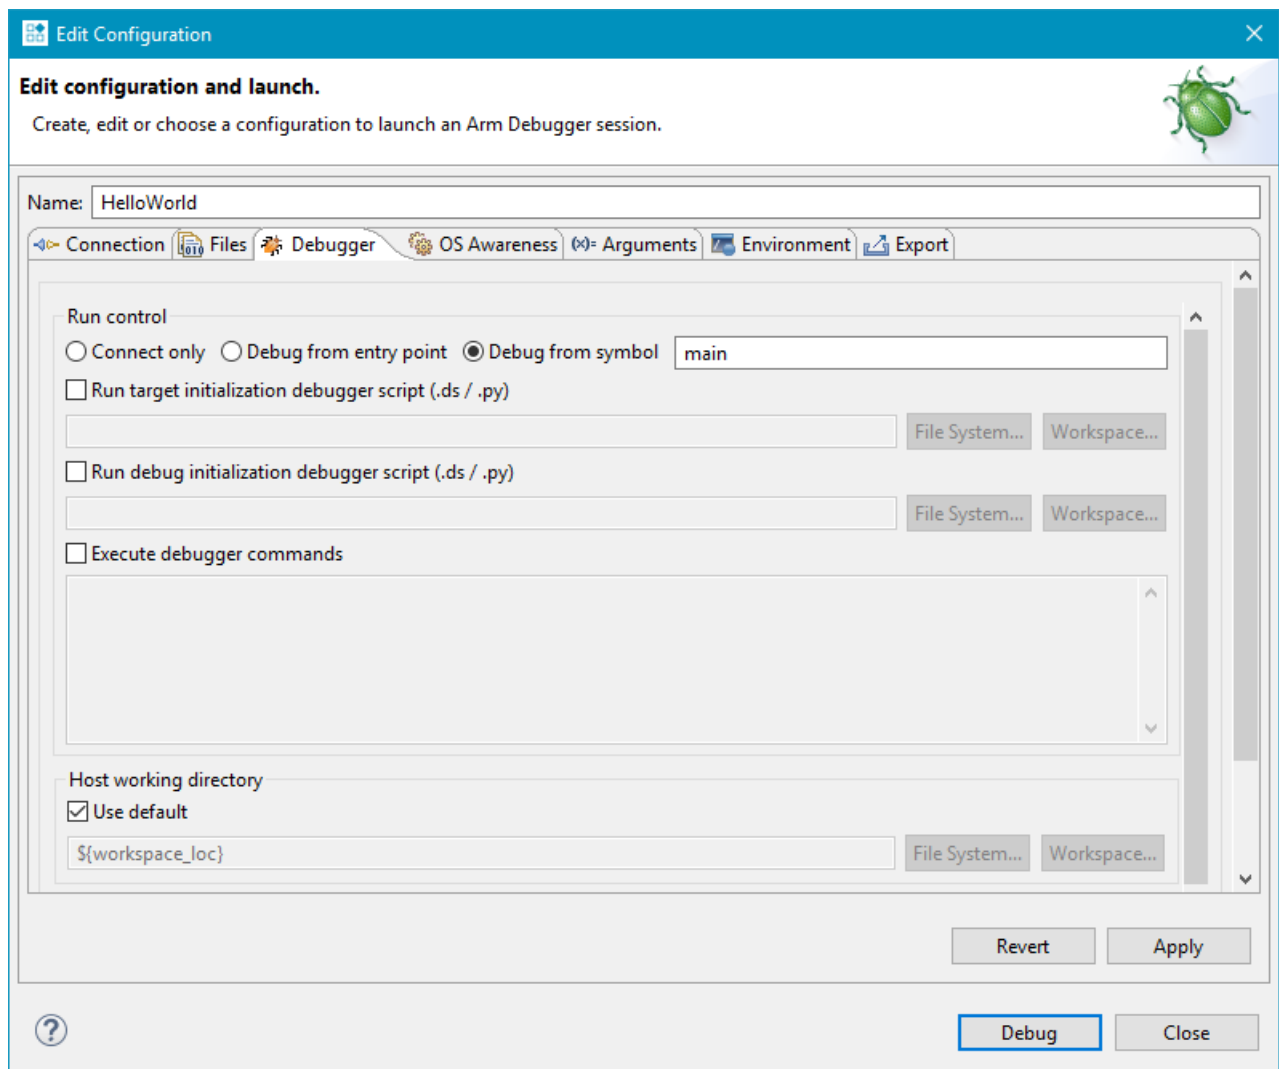 Edit Configuration
Edit configuration and launch.
Create, edit or choose a configuration to launch an Arm Debugger session.
Name: HelloWorld
Connection Files Debugger OS Awareness (x)= Arguments Environment Export
Run control
Connect only Debug from entry point Debug from symbol main
Run target initialization debugger script (.ds / .py)
File System... Workspace...
Run debug initialization debugger script (.ds / .py)
File System... Workspace...
Execute debugger commands
Host working directory
Use default
${workspace_loc} File System... Workspace...
Revert Apply
? Debug Close